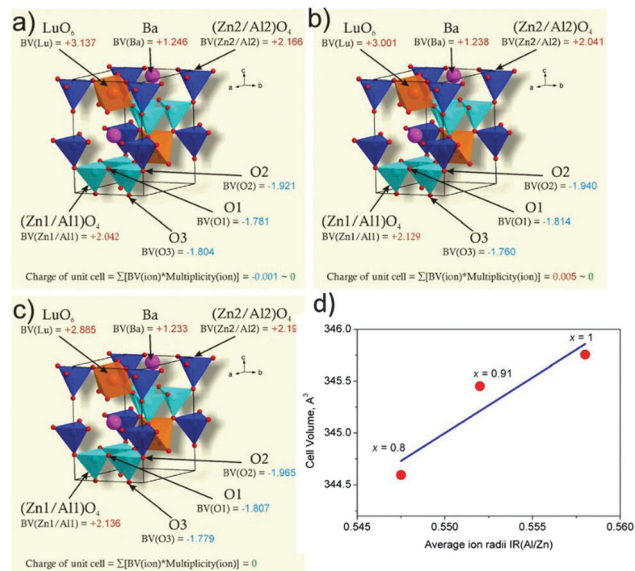 a)
LuO6
BV(Lu) = +3.137
Ba
BV(Ba) = +1.246
(Zn2/Al2)O4
BV(Zn2/Al2) = +2.166
c
a
b
O2
BV(O2) = -1.921
O1
BV(O1) = -1.781
(Zn1/Al1)O4
BV(Zn1/Al1) = +2.042
O3
BV(O3) = -1.804
Charge of unit cell = ∑[BV(ion)*Multiplicity(ion)] = -0.001 ~ 0
b)
LuO6
BV(Lu) = +3.001
Ba
BV(Ba) = +1.238
(Zn2/Al2)O4
BV(Zn2/Al2) = +2.041
c
a
b
O2
BV(O2) = -1.940
O1
BV(O1) = -1.814
(Zn1/Al1)O4
BV(Zn1/Al1) = +2.129
O3
BV(O3) = -1.760
Charge of unit cell = ∑[BV(ion)*Multiplicity(ion)] = 0.005 ~ 0
c)
LuO6
BV(Lu) = +2.885
Ba
BV(Ba) = +1.233
(Zn2/Al2)O4
BV(Zn2/Al2) = +2.19
c
a
b
O2
BV(O2) = -1.965
O1
BV(O1) = -1.807
(Zn1/Al1)O4
BV(Zn1/Al1) = +2.136
O3
BV(O3) = -1.779
Charge of unit cell = ∑[BV(ion)*Multiplicity(ion)] = 0
d)
346.0
345.5
345.0
344.5
Cell Volume, A3
x = 1
x = 0.91
x = 0.8
0.545
0.550
0.555
0.560
Average ion radii IR(Al/Zn)